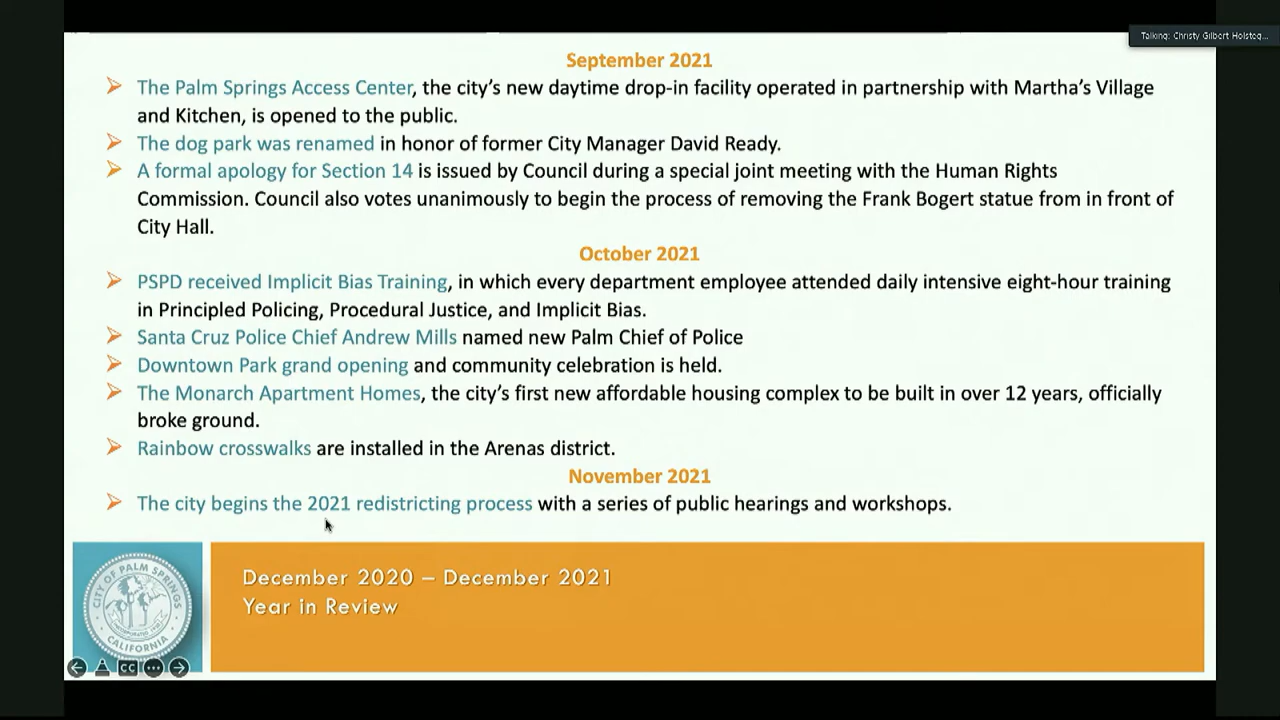 Talking: Christy Gilbert Holsteg...
September 2021
The Palm Springs Access Center, the city's new daytime drop-in facility operated in partnership with Martha's Village
and Kitchen, is opened to the public.
The dog park was renamed in honor of former City Manager David Ready.
A formal apology for Section 14 is issued by Council during a special joint meeting with the Human Rights
Commission. Council also votes unanimously to begin the process of removing the Frank Bogert statue from in front of
City Hall.
October 2021
PSPD received Implicit Bias Training, in which every department employee attended daily intensive eight-hour training
in Principled Policing, Procedural Justice, and Implicit Bias.
Santa Cruz Police Chief Andrew Mills named new Palm Chief of Police
Downtown Park grand opening and community celebration is held.
The Monarch Apartment Homes, the city's first new affordable housing complex to be built in over 12 years, officially
broke ground.
Rainbow crosswalks are installed in the Arenas district.
November 2021
The city begins the 2021 redistricting process with a series of public hearings and workshops.
CITY OF PALM SPRINGS
CALIFORNIA
December 2020 – December 2021
Year in Review
CC